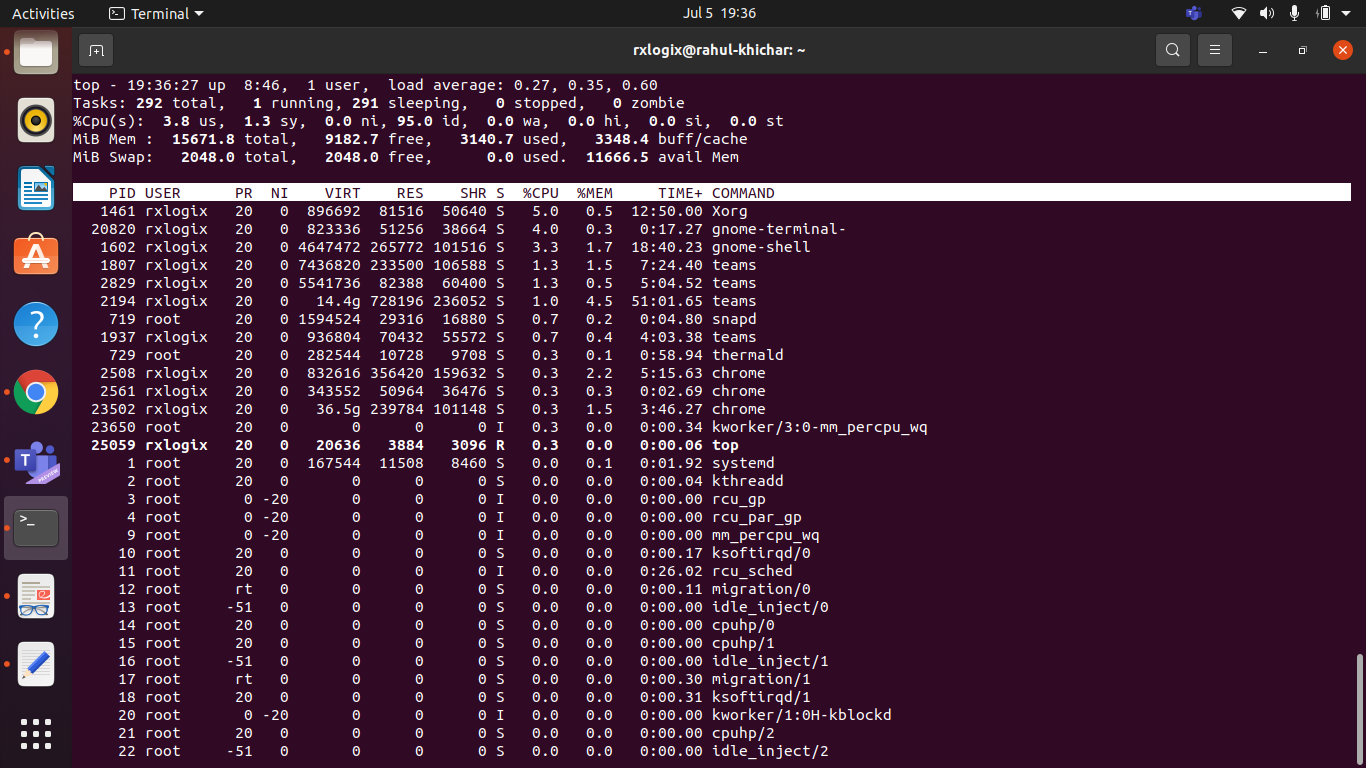 Activities Terminal Jul 5 19:36
rxlogix@rahul-khichar: ~
top - 19:36:27 up  8:46,  1 user,  load average: 0.27, 0.35, 0.60
Tasks: 292 total,   1 running, 291 sleeping,   0 stopped,   0 zombie
%Cpu(s):  3.8 us,  1.3 sy,  0.0 ni, 95.0 id,  0.0 wa,  0.0 hi,  0.0 si,  0.0 st
MiB Mem :  15671.8 total,   9182.7 free,   3140.7 used,   3348.4 buff/cache
MiB Swap:   2048.0 total,   2048.0 free,      0.0 used.  11666.5 avail Mem
PID USER      PR  NI    VIRT    RES    SHR S  %CPU  %MEM     TIME+ COMMAND
1461 rxlogix   20   0  896692  81516  50640 S   5.0   0.5  12:50.00 Xorg
20820 rxlogix   20   0  823336  51256  38664 S   4.0   0.3   0:17.27 gnome-terminal-
1602 rxlogix   20   0 4647472 265772 101516 S   3.3   1.7  18:40.23 gnome-shell
1807 rxlogix   20   0 7436820 233500 106588 S   1.3   1.5   7:24.40 teams
2829 rxlogix   20   0 5541736  82388  60400 S   1.3   0.5   5:04.52 teams
2194 rxlogix   20   0   14.4g 728196 236052 S   1.0   4.5  51:01.65 teams
719 root      20   0 1594524  29316  16880 S   0.7   0.2   0:04.80 snapd
1937 rxlogix   20   0  936804  70432  55572 S   0.7   0.4   4:03.38 teams
729 root      20   0  282544  10728   9708 S   0.3   0.1   0:58.94 thermald
2508 rxlogix   20   0  832616 356420 159632 S   0.3   2.2   5:15.63 chrome
2561 rxlogix   20   0  343552  50964  36476 S   0.3   0.3   0:02.69 chrome
23502 rxlogix   20   0   36.5g 239784 101148 S   0.3   1.5   3:46.27 chrome
23650 root      20   0       0      0      0 I   0.3   0.0   0:00.34 kworker/3:0-mm_percpu_wq
25059 rxlogix   20   0   20636   3884   3096 R   0.3   0.0   0:00.06 top
1 root      20   0  167544  11508   8460 S   0.0   0.1   0:01.92 systemd
2 root      20   0       0      0      0 S   0.0   0.0   0:00.04 kthreadd
3 root       0 -20       0      0      0 I   0.0   0.0   0:00.00 rcu_gp
4 root       0 -20       0      0      0 I   0.0   0.0   0:00.00 rcu_par_gp
9 root       0 -20       0      0      0 I   0.0   0.0   0:00.00 mm_percpu_wq
10 root      20   0       0      0      0 S   0.0   0.0   0:00.17 ksoftirqd/0
11 root      20   0       0      0      0 I   0.0   0.0   0:26.02 rcu_sched
12 root      rt   0       0      0      0 S   0.0   0.0   0:00.11 migration/0
13 root     -51   0       0      0      0 S   0.0   0.0   0:00.00 idle_inject/0
14 root      20   0       0      0      0 S   0.0   0.0   0:00.00 cpuhp/0
15 root      20   0       0      0      0 S   0.0   0.0   0:00.00 cpuhp/1
16 root     -51   0       0      0      0 S   0.0   0.0   0:00.00 idle_inject/1
17 root      rt   0       0      0      0 S   0.0   0.0   0:00.30 migration/1
18 root      20   0       0      0      0 S   0.0   0.0   0:00.31 ksoftirqd/1
20 root       0 -20       0      0      0 I   0.0   0.0   0:00.00 kworker/1:0H-kblockd
21 root      20   0       0      0      0 S   0.0   0.0   0:00.00 cpuhp/2
22 root     -51   0       0      0      0 S   0.0   0.0   0:00.00 idle_inject/2